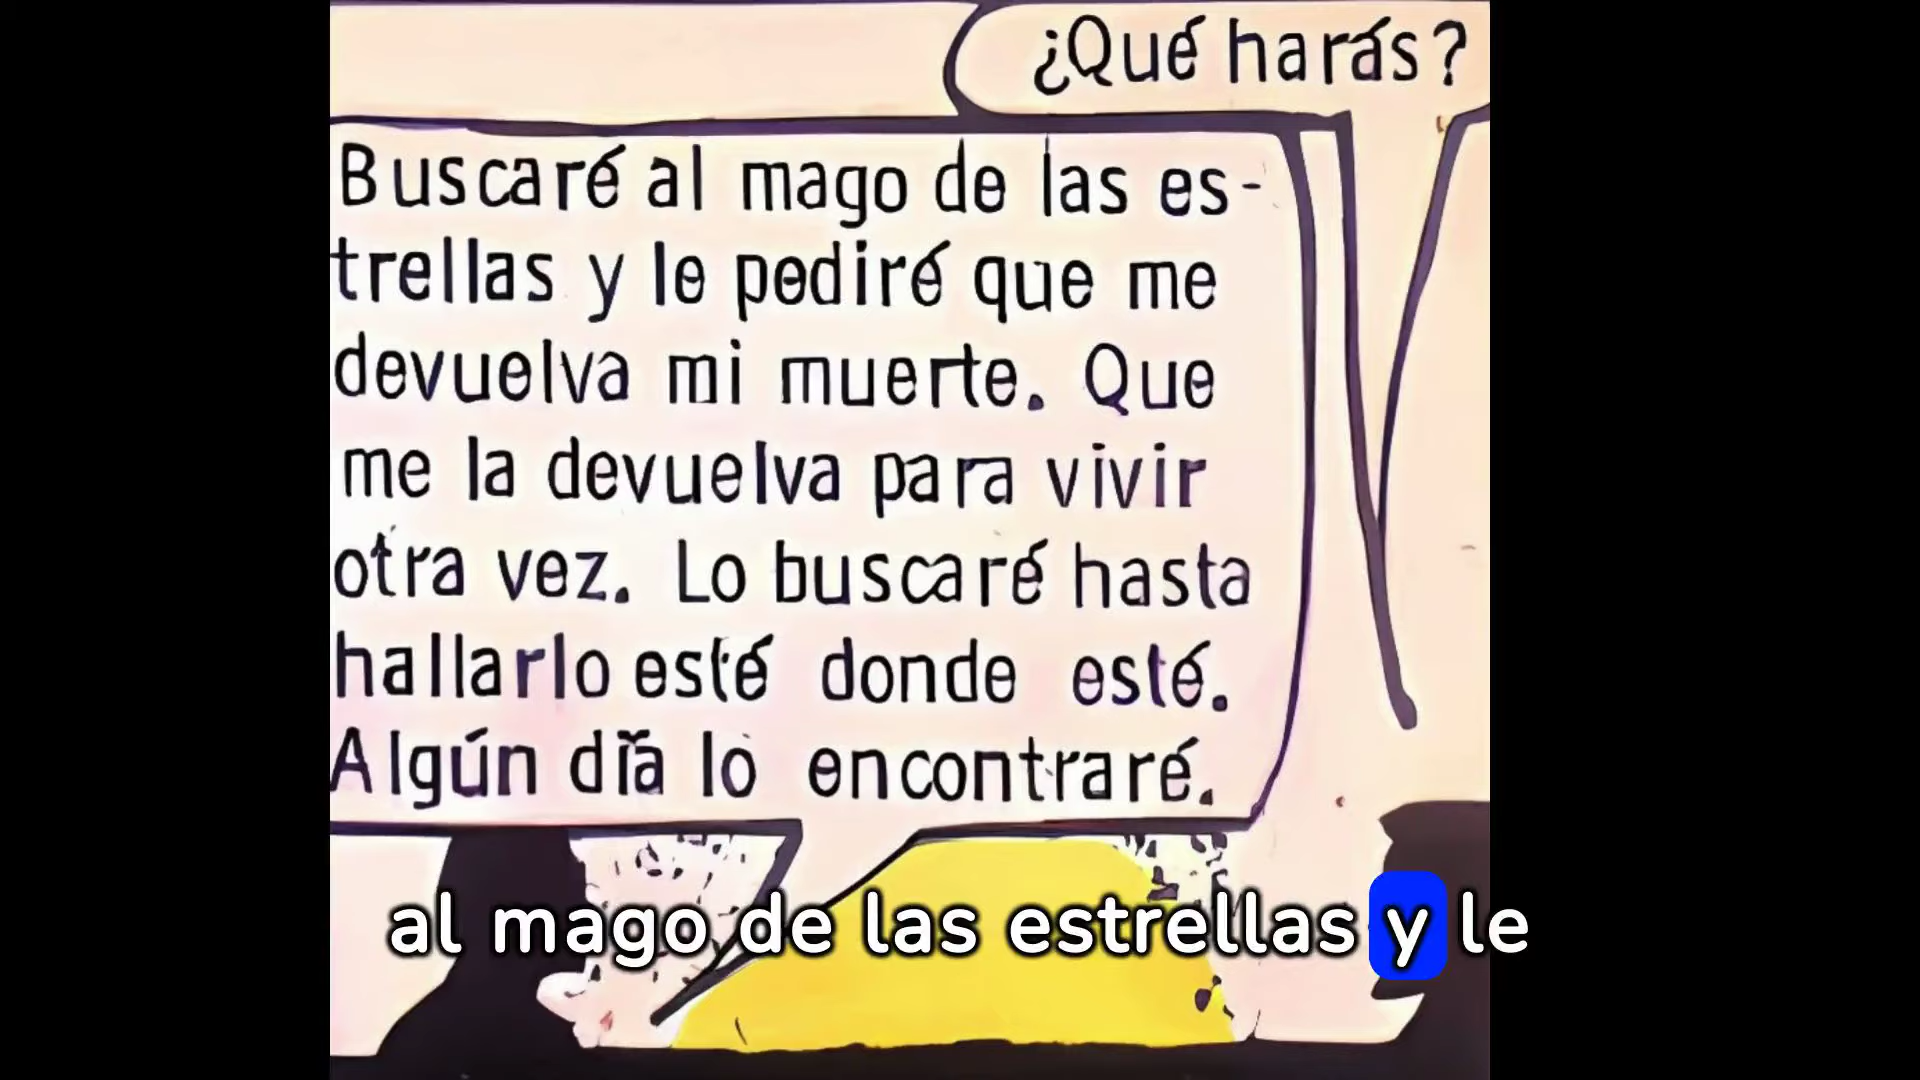 ¿Qué harás?
Buscaré al mago de las es-
trellas y le pediré que me
devuelva mi muerte. Que
me la devuelva para vivir
otra vez. Lo buscaré hasta
hallarlo esté donde esté.
Algún día lo encontraré.
al mago de las estrellas y le